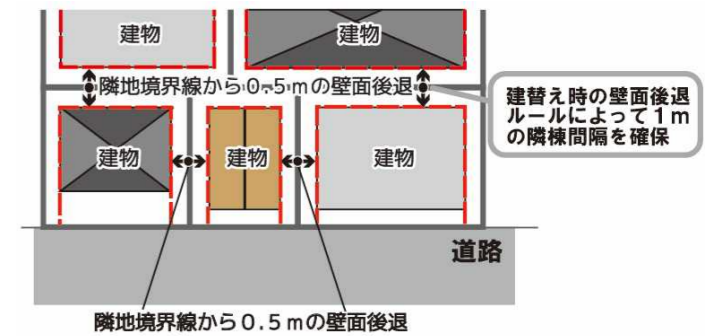 建物
建物
隣地境界線から0.5mの壁面後退
建替え時の壁面後退
ルールによって1m
の隣棟間隔を確保
建物
建物
建物
道路
隣地境界線から0.5mの壁面後退